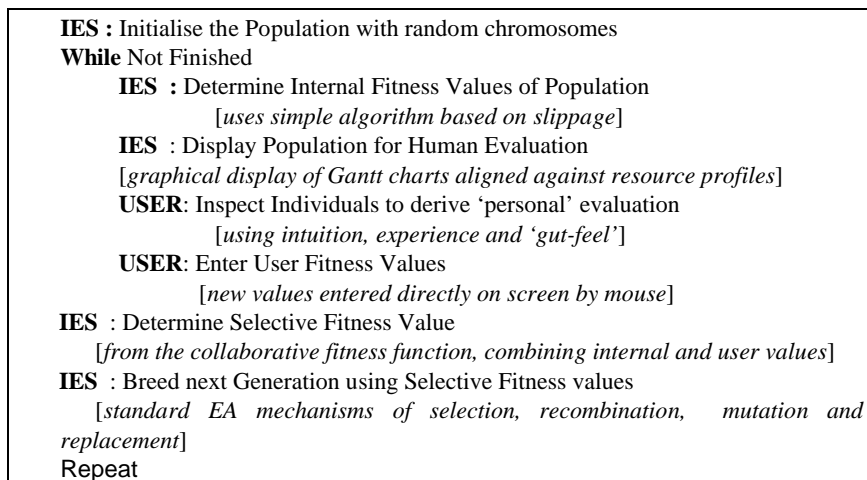 IES : Initialise the Population with random chromosomes
While Not Finished
IES : Determine Internal Fitness Values of Population
[uses simple algorithm based on slippage]
IES : Display Population for Human Evaluation
[graphical display of Gantt charts aligned against resource profiles]
USER: Inspect Individuals to derive ‘personal’ evaluation
[using intuition, experience and ‘gut-feel’]
USER: Enter User Fitness Values
[new values entered directly on screen by mouse]
IES : Determine Selective Fitness Value
[from the collaborative fitness function, combining internal and user values]
IES : Breed next Generation using Selective Fitness values
[standard EA mechanisms of selection, recombination, mutation and
replacement]
Repeat